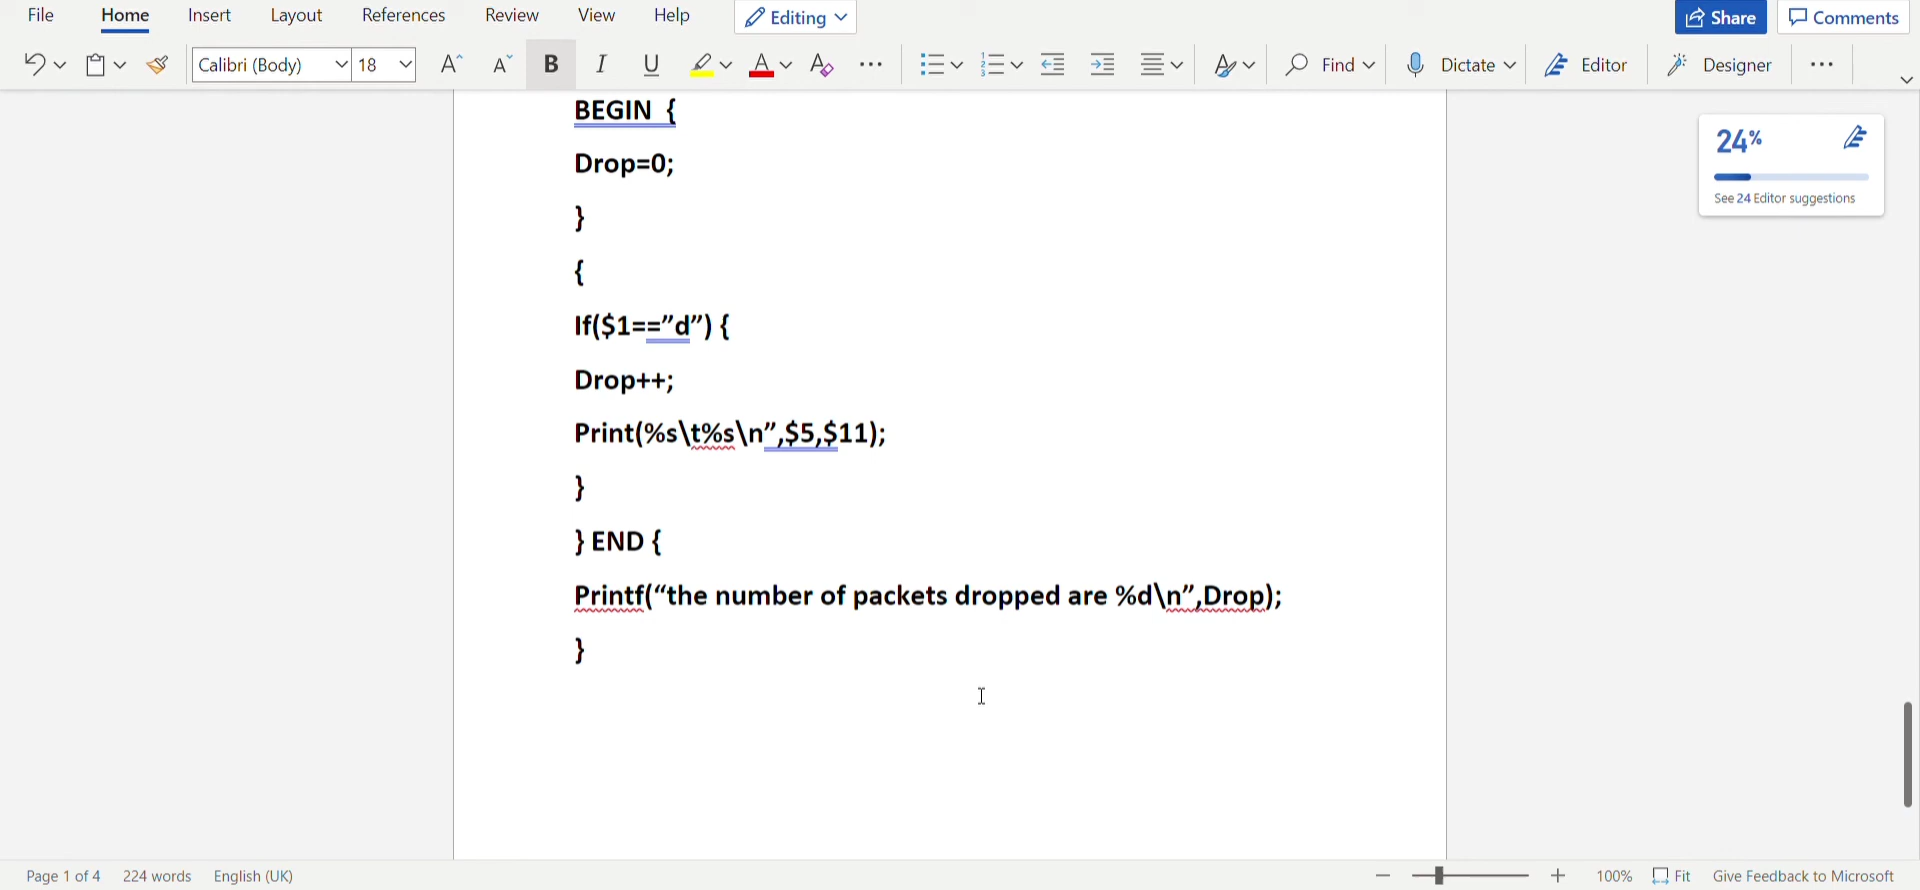 File Home Insert Layout References Review View Help Editing Share Comments
Calibri (Body) 18 A A B I U A A Find Dictate Editor Designer
BEGIN {
Drop=0;
}
{
If($1==”d”) {
Drop++;
Print(%s\t%s\n”,$5,$11);
}
} END {
Printf(“the number of packets dropped are %d\n”,Drop);
}
24%
See 24 Editor suggestions
Page 1 of 4 224 words English (UK) 100% Fit Give Feedback to Microsoft